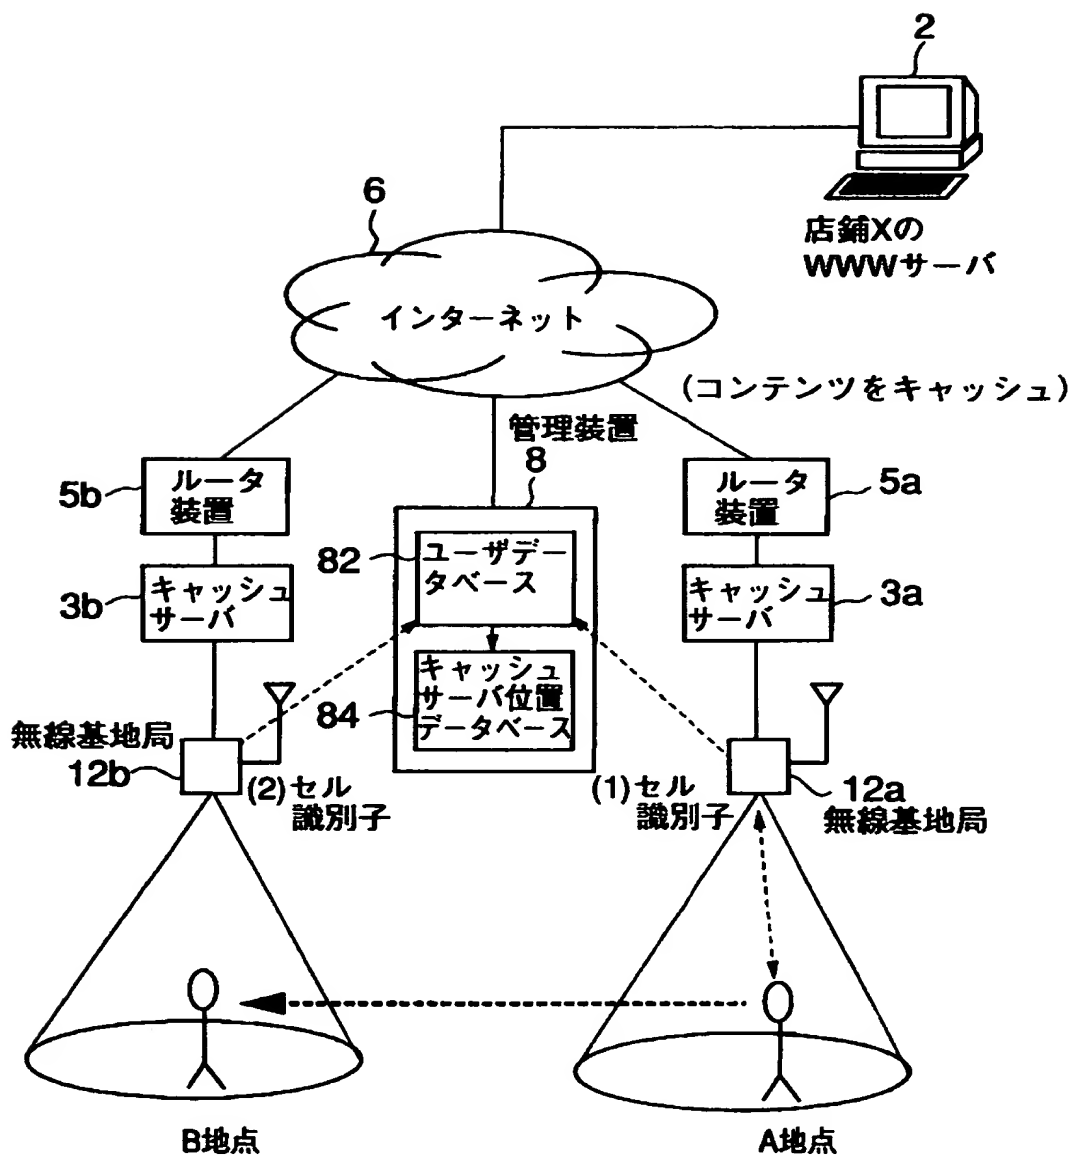 2
店舗Xの
WWWサーバ
6
インターネット
(コンテンツをキャッシュ)
管理装置
8
5b
ルータ
装置
ルータ
装置
5a
82
ユーザデー
タベース
3b
キャッシュ
サーバ
キャッシュ
サーバ
3a
84
キャッシュ
サーバ位置
データベース
無線基地局
12b
(2)セル
識別子
(1)セル
識別子
12a
無線基地局
B地点
A地点